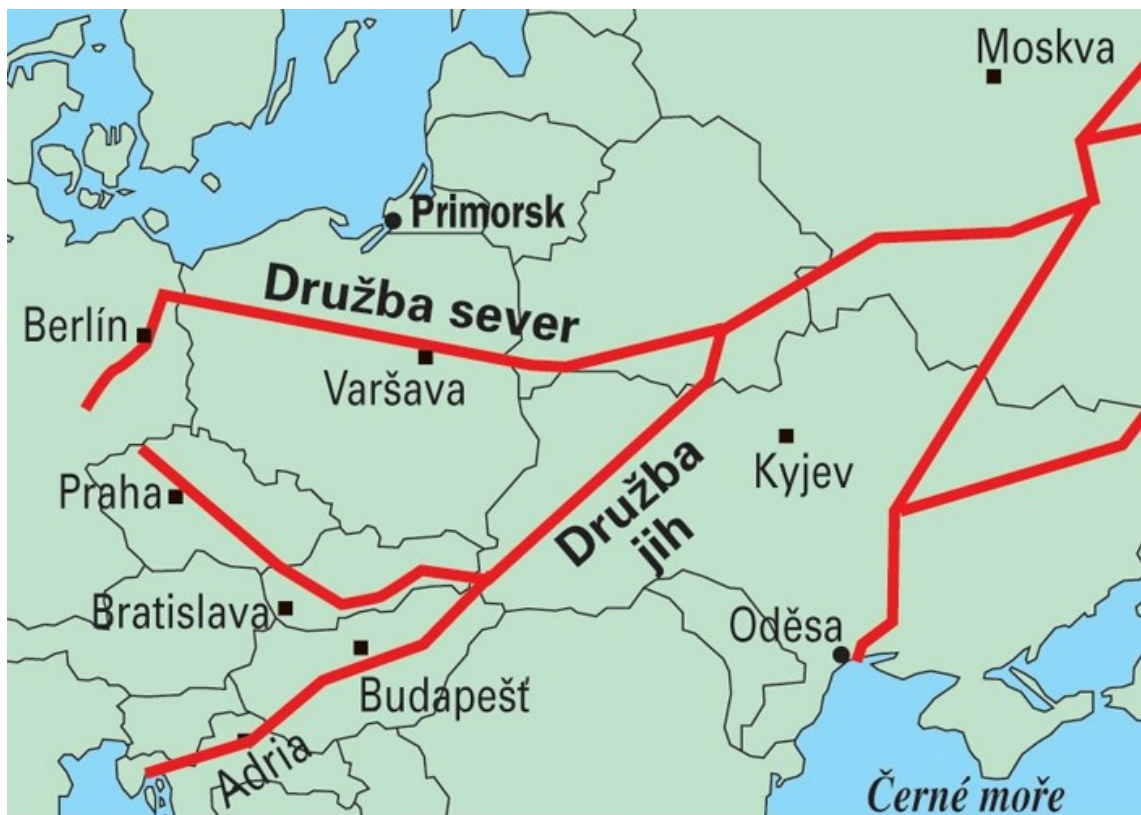 Moskva
Primorsk
Družba sever
Berlín
Varšava
Praha
Kyjev
Družba
jih
Bratislava
Oděsa
Budapešť
Adria
Černé moře